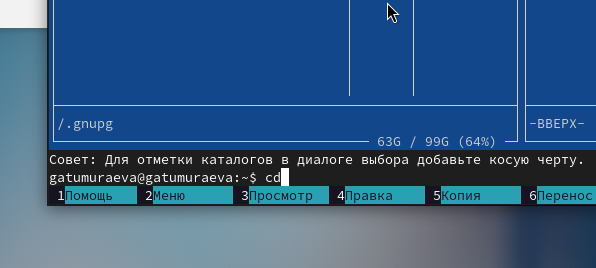 /.gnupg
-ВВЕРХ-
63G / 99G (64%)
Совет: Для отметки каталогов в диалоге выбора добавьте косую черту.
gatumuraeva@gatumuraeva:~$ cd
1Помощь 2Меню 3Просмотр 4Правка 5Копия 6Перенос